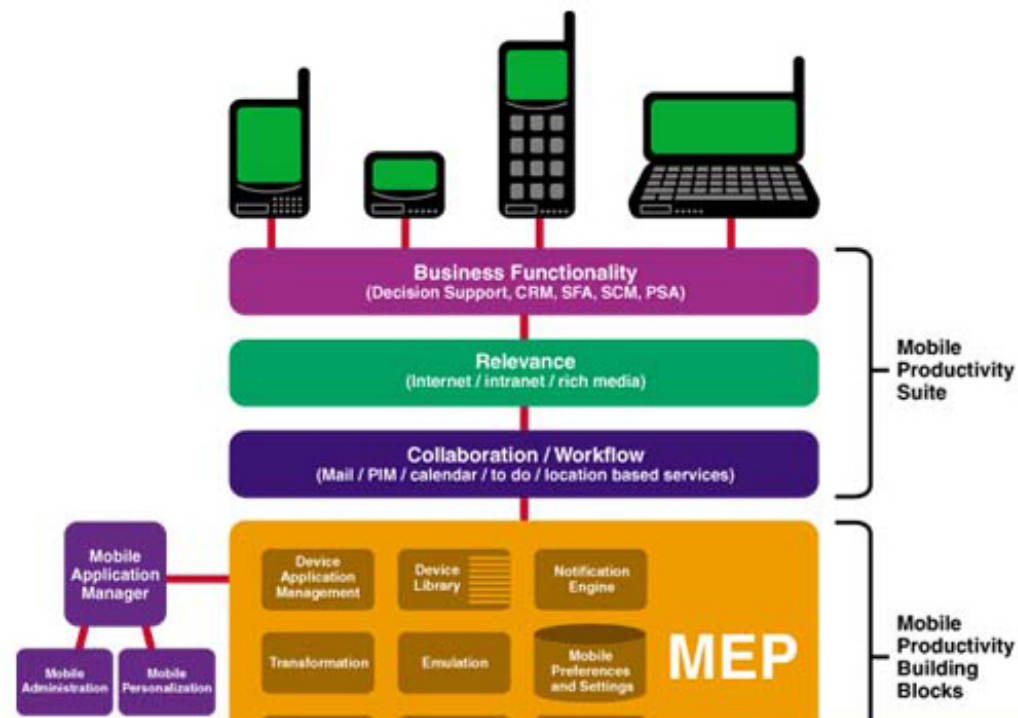 Business Functionality
(Decision Support, CRM, SFA, SCM, PSA)
Relevance
(Internet / intranet / rich media)
Collaboration / Workflow
(Mail / PIM / calendar / to do / location based services)
Mobile
Productivity
Suite
Mobile
Application
Manager
Mobile
Administration
Mobile
Personalization
Device
Application
Management
Device
Library
Notification
Engine
Transformation
Emulation
Mobile
Preferences
and Settings
MEP
Mobile
Productivity
Building
Blocks